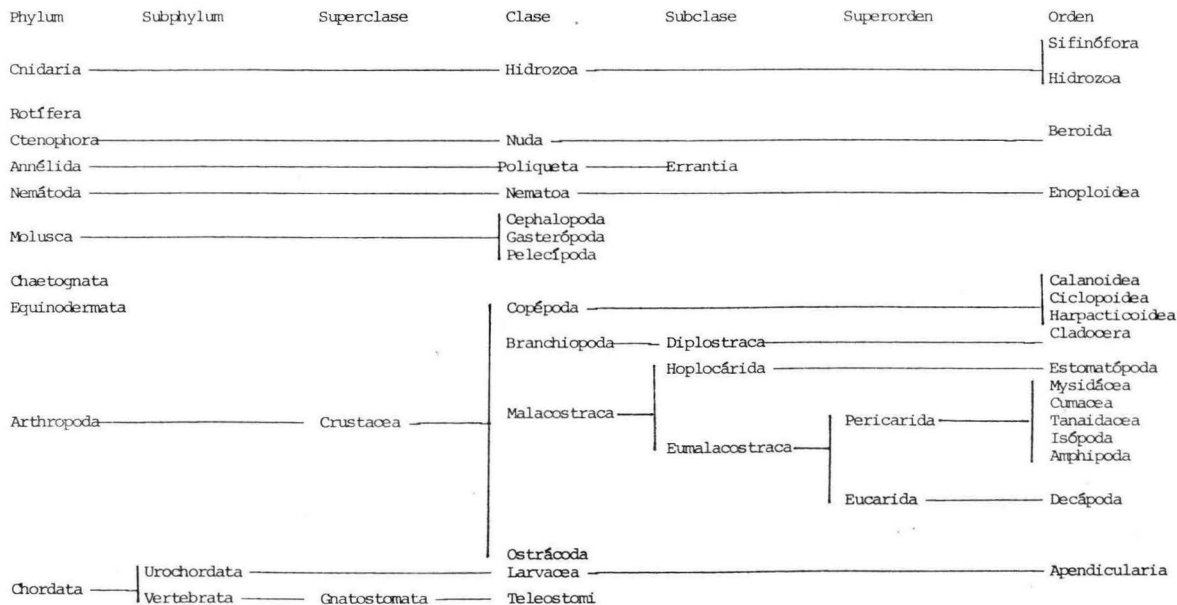 Phylum Subphylum Superclase Clase Subclase Superorden Orden
Sifinófora
Cnidaria Hidrozoa
Hidrozoa
Rotífera
Ctenophora Nuda Beroida
Annélida Poliqueta Errantia
Nemátoda Nematoa Enoploidea
Cephalopoda
Molusca Gasterópoda
Pelecípoda
Chaetognata Calanoidea
Equinodermata Copépoda Ciclopoidea
Harpacticoidea
Branchiopoda Diplostraca Cladocera
Hoplocárida Estomatópoda
Mysidácea
Cumacea
Arthropoda Crustacea Malacostraca Pericarida Tanaidacea
Isópoda
Eumalacostraca Amphipoda
Eucarida Decápoda
Ostrácoda
Urochordata Larvacea Apendicularia
Chordata
Vertebrata Gnatostomata Teleostomi